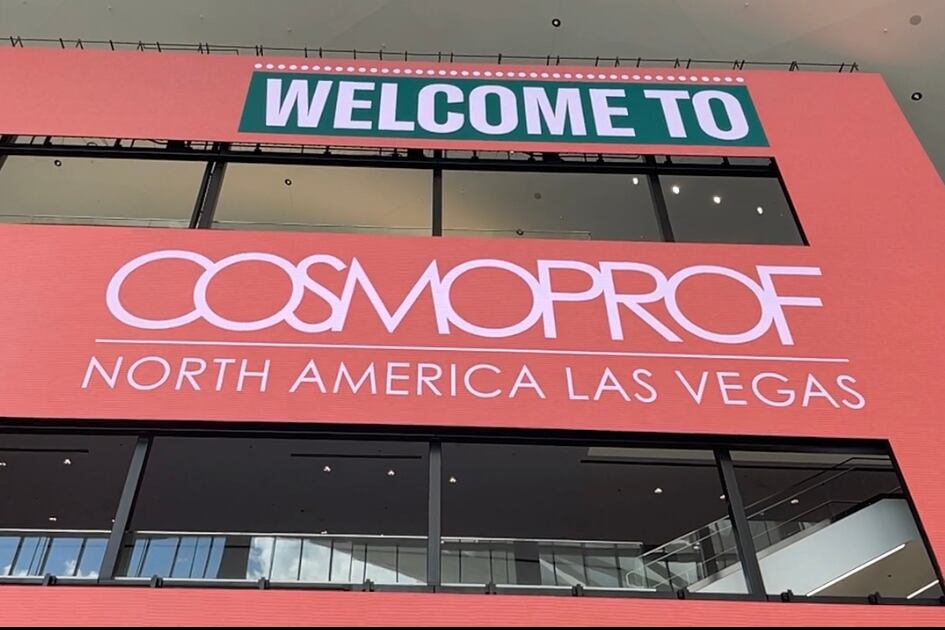 WELCOME TO
COSMOPROF
NORTH AMERICA LAS VEGAS